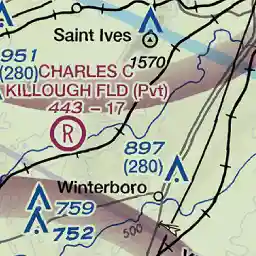 Saint Ives
1570
951
(280)
CHARLES C
KILLOUGH FLD (Pvt)
443 - 17
R
897
(280)
Winterboro
759
752
500